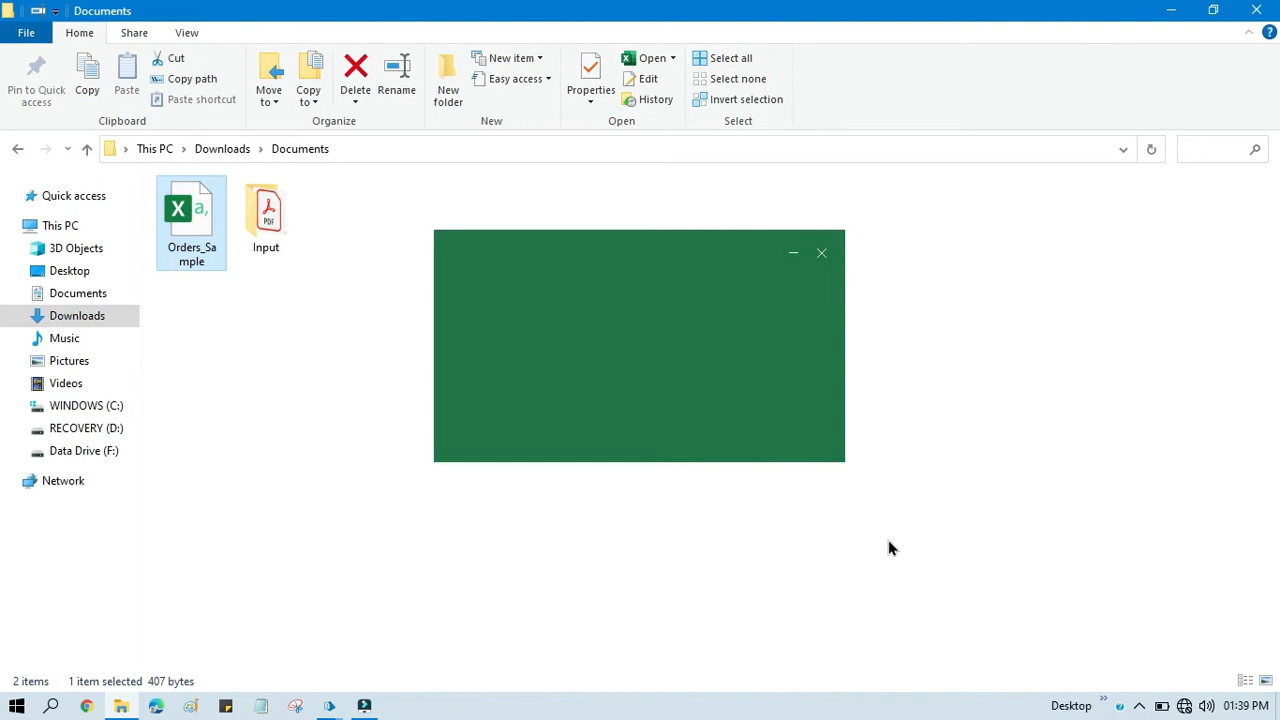 Documents
File
Home
Share
View
Pin to Quick
access
Copy
Paste
Cut
Copy path
Paste shortcut
Clipboard
Move
to
Copy
to
Delete
Rename
Organize
New
folder
New item
Easy access
New
Properties
Open
Edit
History
Open
Select all
Select none
Invert selection
Select
This PC
Downloads
Documents
Quick access
This PC
3D Objects
Desktop
Documents
Downloads
Music
Pictures
Videos
WINDOWS (C:)
RECOVERY (D:)
Data Drive (F:)
Network
X
a,
Orders_Sa
mple
PDF
Input
2 items
1 item selected 407 bytes
Desktop
01:39 PM